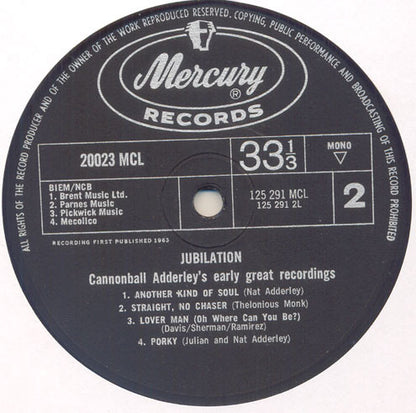 ALL RIGHTS OF THE RECORD PRODUCER AND OF THE OWNER OF THE WORK REPRODUCED RESERVED. COPYING, PUBLIC PERFORMANCE AND BROADCASTING OF THIS RECORD PROHIBITED
Mercury
®
RECORDS
20023 MCL
33 1/3
MONO
BIEM/NCB
1. Brent Music Ltd.
2. Parnes Music
3. Pickwick Music
4. Mecolico
125 291 MCL
125 291 2L
2
RECORDING FIRST PUBLISHED 1963
JUBILATION
Cannonball Adderley's early great recordings
1. ANOTHER KIND OF SOUL (Nat Adderley)
2. STRAIGHT, NO CHASER (Thelonious Monk)
3. LOVER MAN (Oh Where Can You Be?)
(Davis/Sherman/Ramirez)
4. PORKY (Julian and Nat Adderley)